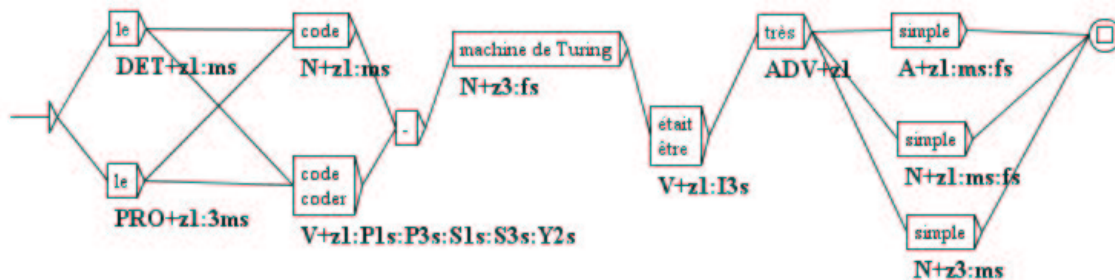 le
DET+z1:ms
code
N+z1:ms
le
PRO+z1:3ms
code
coder
V+z1:P1s:P3s:S1s:S3s:Y2s
-
machine de Turing
N+z3:fs
était
être
V+z1:I3s
très
ADV+z1
simple
A+z1:ms:fs
simple
N+z1:ms:fs
simple
N+z3:ms